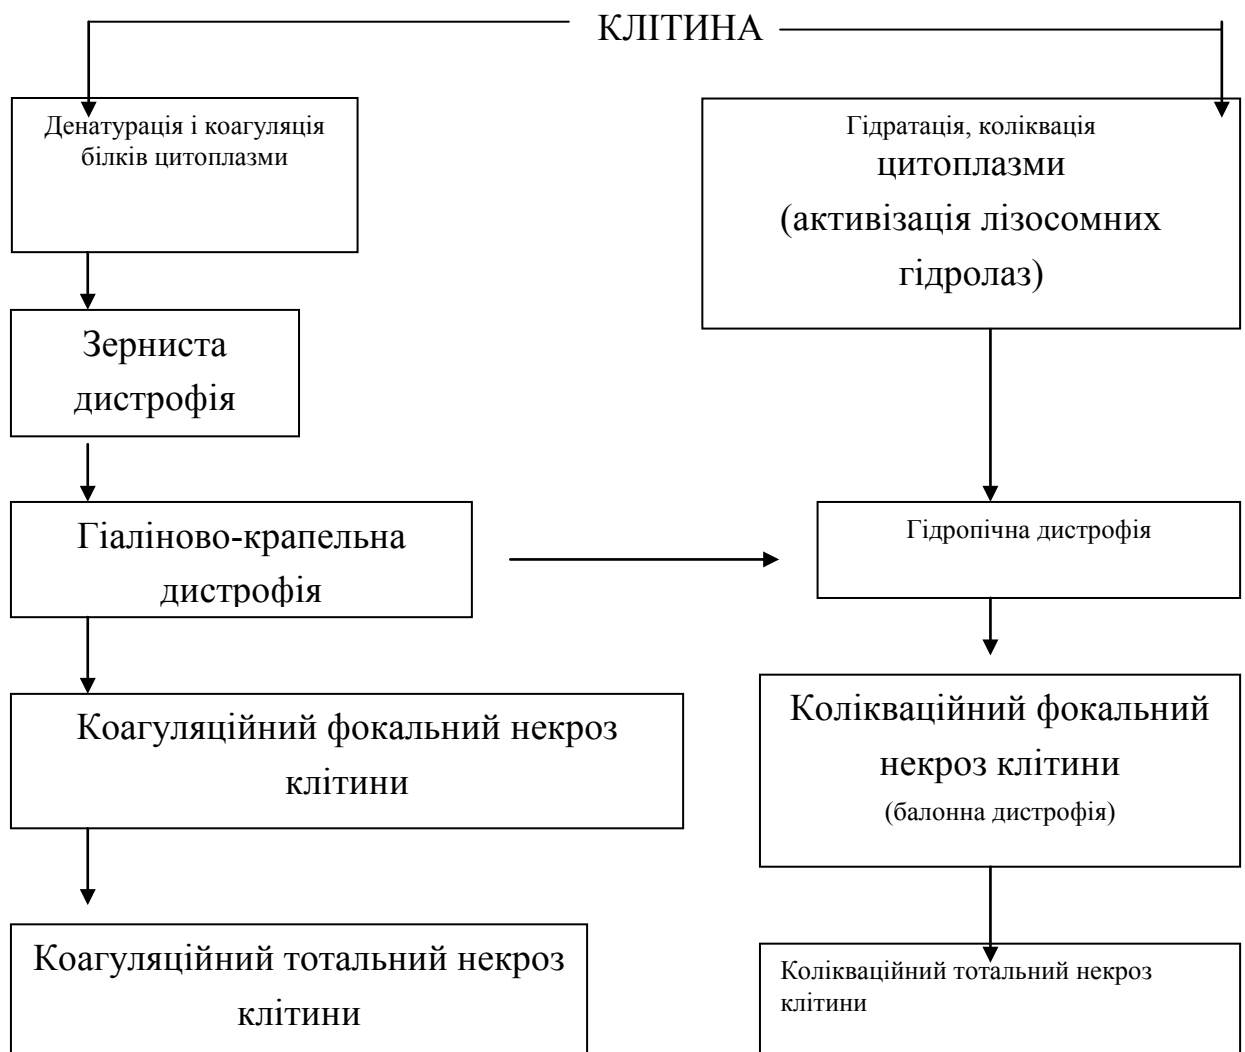 КЛІТИНА
Денатурація і коагуляція
білків цитоплазми
Гідратація, коліквація
цитоплазми
(активізація лізосомних
гідролаз)
Зерниста
дистрофія
Гіаліново-крапельна
дистрофія
Гідропічна дистрофія
Коагуляційний фокальний некроз
клітини
Колікваційний фокальний
некроз клітини
(балонна дистрофія)
Коагуляційний тотальний некроз
клітини
Колікваційний тотальний некроз
клітини